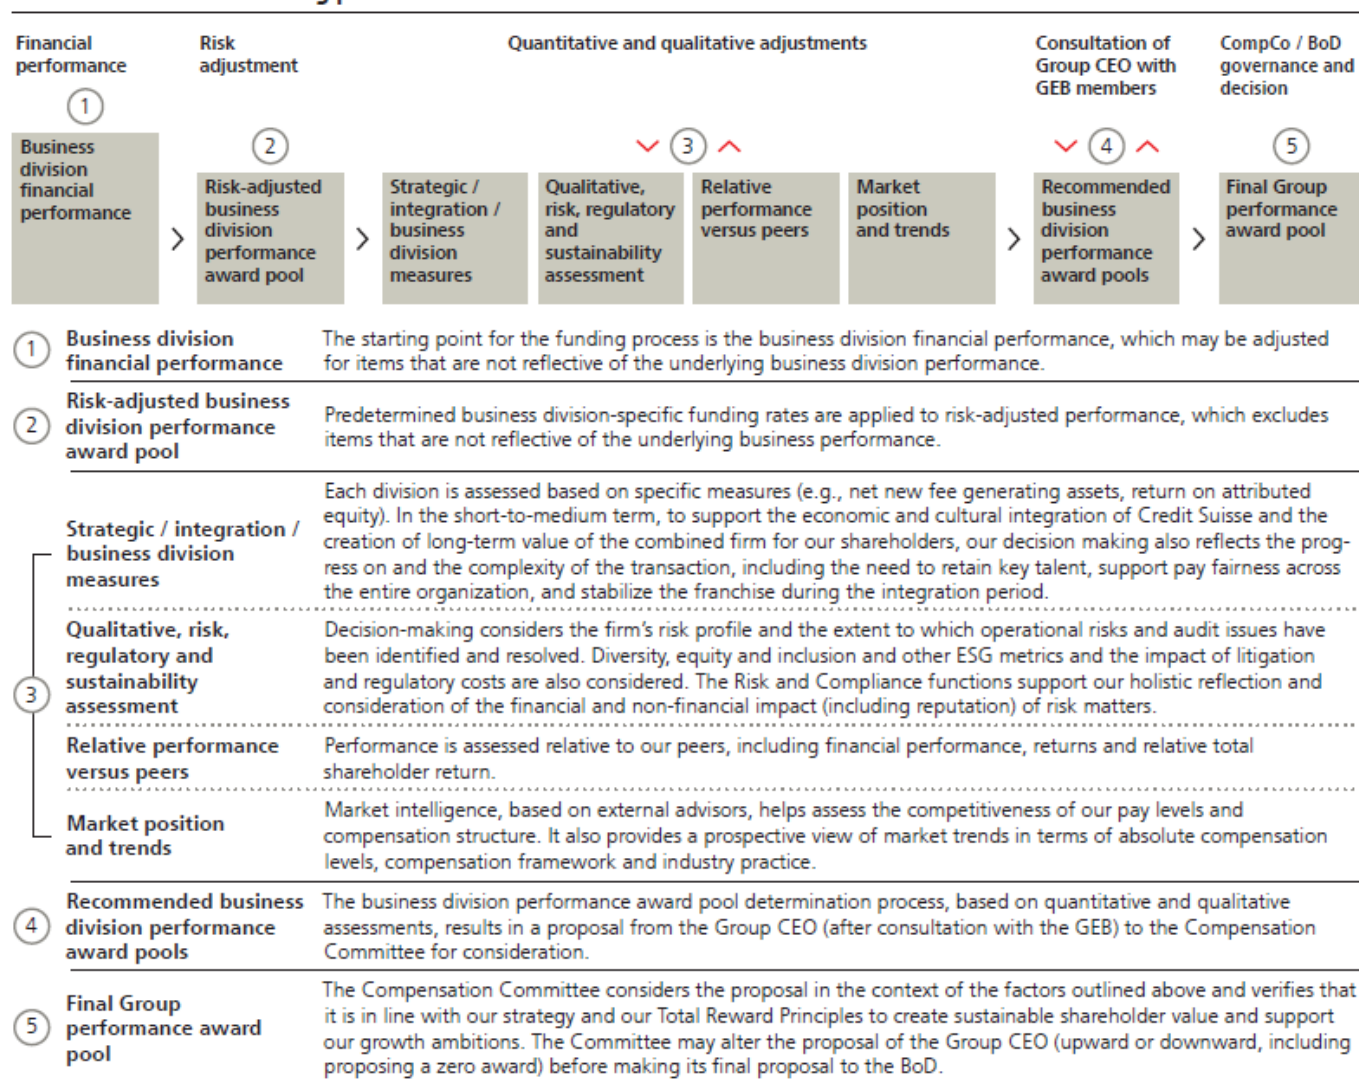 Financial
performance
Risk
adjustment
Quantitative and qualitative adjustments
Consultation of
Group CEO with
GEB members
CompCo / BoD
governance and
decision
1
2
3
4
5
Business
division
financial
performance
Risk-adjusted
business
division
performance
award pool
Strategic /
integration /
business
division
measures
Qualitative,
risk, regulatory
and
sustainability
assessment
Relative
performance
versus peers
Market
position
and trends
Recommended
business
division
performance
award pools
Final Group
performance
award pool
1
Business division
financial performance
The starting point for the funding process is the business division financial performance, which may be adjusted
for items that are not reflective of the underlying business division performance.
2
Risk-adjusted business
division performance
award pool
Predetermined business division-specific funding rates are applied to risk-adjusted performance, which excludes
items that are not reflective of the underlying business performance.
3
Strategic / integration /
business division
measures
Each division is assessed based on specific measures (e.g., net new fee generating assets, return on attributed
equity). In the short-to-medium term, to support the economic and cultural integration of Credit Suisse and the
creation of long-term value of the combined firm for our shareholders, our decision making also reflects the prog-
ress on and the complexity of the transaction, including the need to retain key talent, support pay fairness across
the entire organization, and stabilize the franchise during the integration period.
Qualitative, risk,
regulatory and
sustainability
assessment
Decision-making considers the firm's risk profile and the extent to which operational risks and audit issues have
been identified and resolved. Diversity, equity and inclusion and other ESG metrics and the impact of litigation
and regulatory costs are also considered. The Risk and Compliance functions support our holistic reflection and
consideration of the financial and non-financial impact (including reputation) of risk matters.
Relative performance
versus peers
Performance is assessed relative to our peers, including financial performance, returns and relative total
shareholder return.
Market position
and trends
Market intelligence, based on external advisors, helps assess the competitiveness of our pay levels and
compensation structure. It also provides a prospective view of market trends in terms of absolute compensation
levels, compensation framework and industry practice.
4
Recommended business
division performance
award pools
The business division performance award pool determination process, based on quantitative and qualitative
assessments, results in a proposal from the Group CEO (after consultation with the GEB) to the Compensation
Committee for consideration.
5
Final Group
performance award
pool
The Compensation Committee considers the proposal in the context of the factors outlined above and verifies that
it is in line with our strategy and our Total Reward Principles to create sustainable shareholder value and support
our growth ambitions. The Committee may alter the proposal of the Group CEO (upward or downward, including
proposing a zero award) before making its final proposal to the BoD.